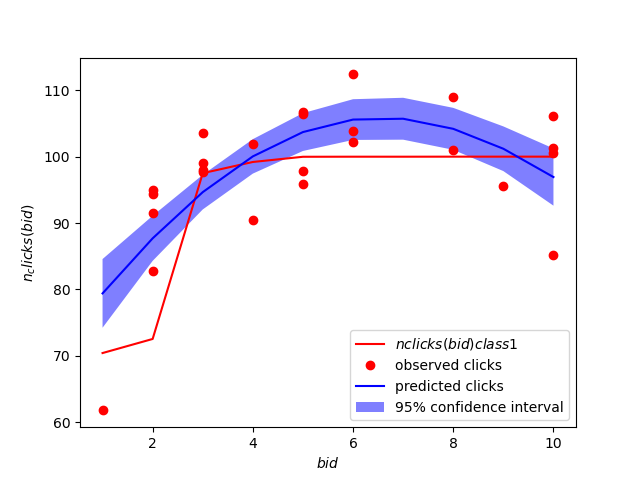 110
100
90
80
70
60
n_clicks(bid)
nclicks(bid)class1
observed clicks
predicted clicks
95% confidence interval
2
4
6
8
10
bid